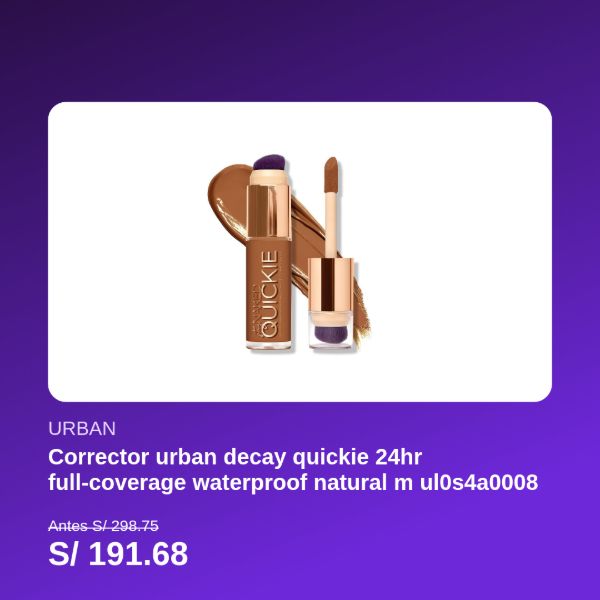 QUICKIE
URBAN
Corrector urban decay quickie 24hr
full-coverage waterproof natural m ul0s4a0008
Antes S/ 298.75
S/ 191.68